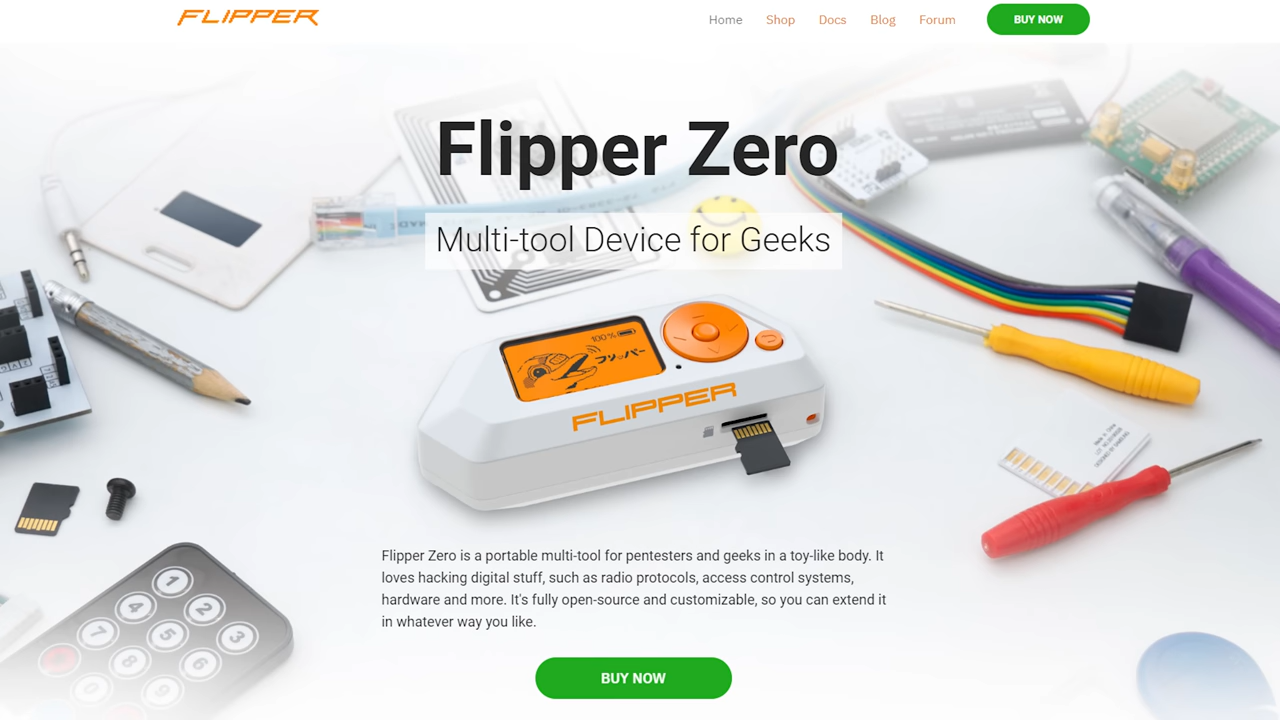 FLIPPER
Home Shop Docs Blog Forum BUY NOW
Flipper Zero
Multi-tool Device for Geeks
100%
フリッパー
FLIPPER
Made in China
Flipper Zero is a portable multi-tool for pentesters and geeks in a toy-like body. It
loves hacking digital stuff, such as radio protocols, access control systems,
hardware and more. It's fully open-source and customizable, so you can extend it
in whatever way you like.
1
4 2
7 5 3
8 6
0 9
BUY NOW